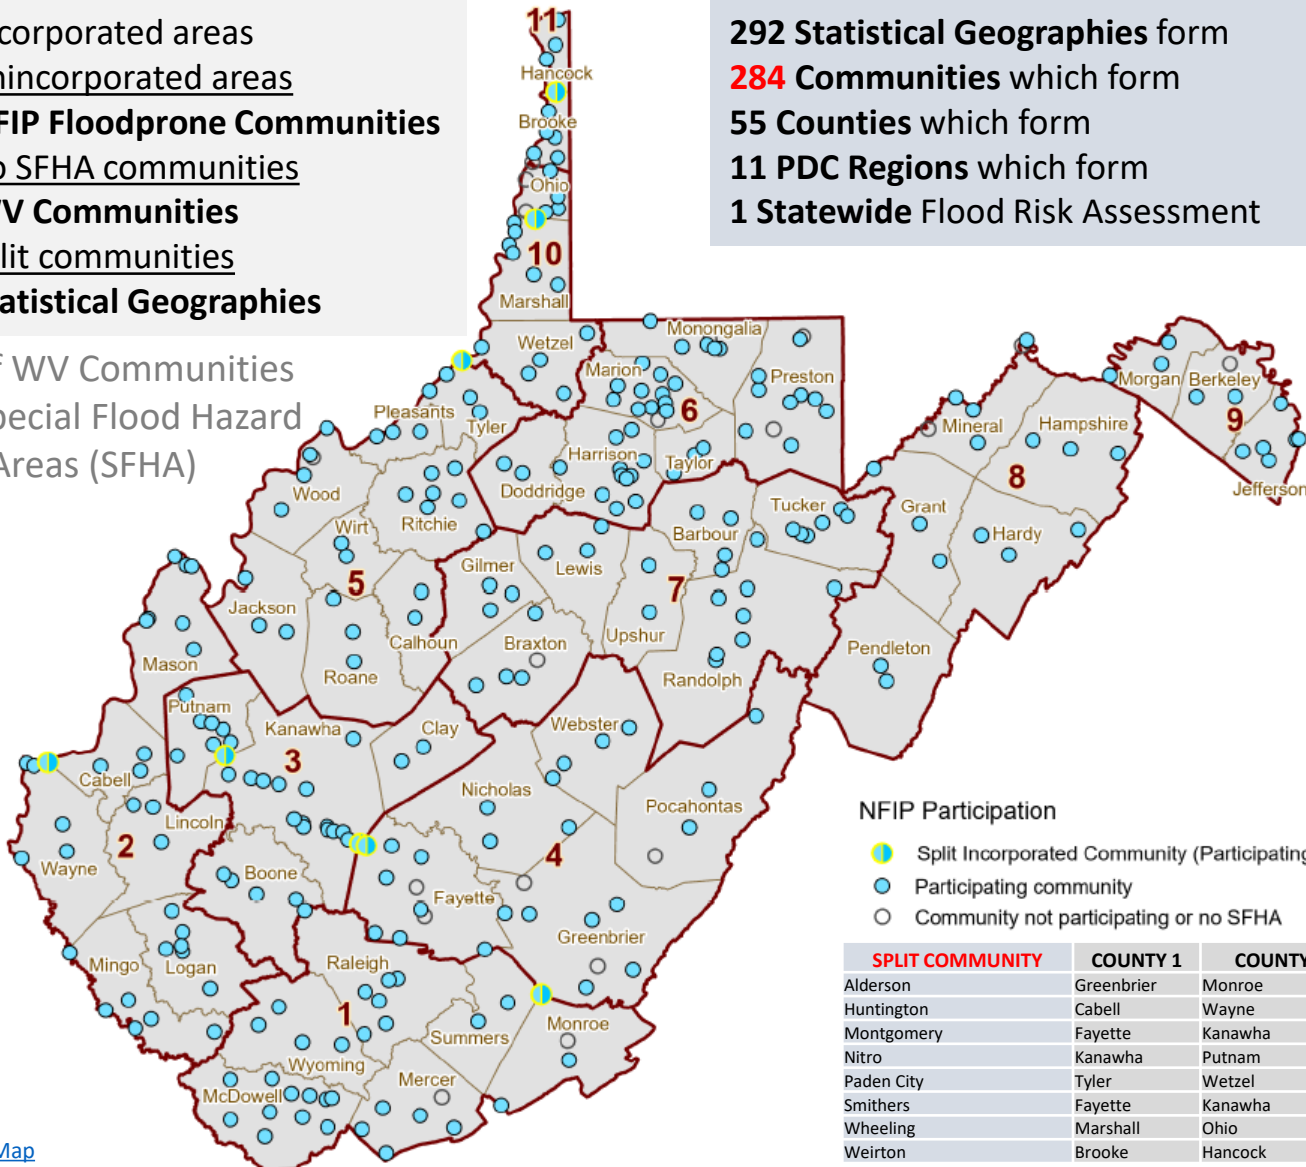 corporated areas
nincorporated areas
FIP Floodprone Communities
o SFHA communities
WV Communities
lit communities
tatistical Geographies
f WV Communities
pecial Flood Hazard
Areas (SFHA)
292 Statistical Geographies form
284 Communities which form
55 Counties which form
11 PDC Regions which form
1 Statewide Flood Risk Assessment
11
Hancock
Brooke
Ohio
10
Marshall
Wetzel
Monongalia
Marion
Preston
6
Pleasants
Tyler
Harrison
Taylor
Doddridge
Wood
Ritchie
Wirt
5
Jackson
Calhoun
Roane
Mason
Gilmer
Lewis
Barbour
Tucker
7
Upshur
Braxton
Randolph
Morgan
Berkeley
9
Jefferson
Mineral
Hampshire
8
Grant
Hardy
Pendleton
Putnam
Kanawha
Clay
3
Webster
Cabell
Lincoln
2
Wayne
Nicholas
Pocahontas
4
Boone
Fayette
Greenbrier
Mingo
Logan
Raleigh
1
Summers
Monroe
Wyoming
McDowell
Mercer
NFIP Participation
Split Incorporated Community (Participating
Participating community
Community not participating or no SFHA
SPLIT COMMUNITY COUNTY 1 COUNTY
Alderson Greenbrier Monroe
Huntington Cabell Wayne
Montgomery Fayette Kanawha
Nitro Kanawha Putnam
Paden City Tyler Wetzel
Smithers Fayette Kanawha
Wheeling Marshall Ohio
Weirton Brooke Hancock
Map